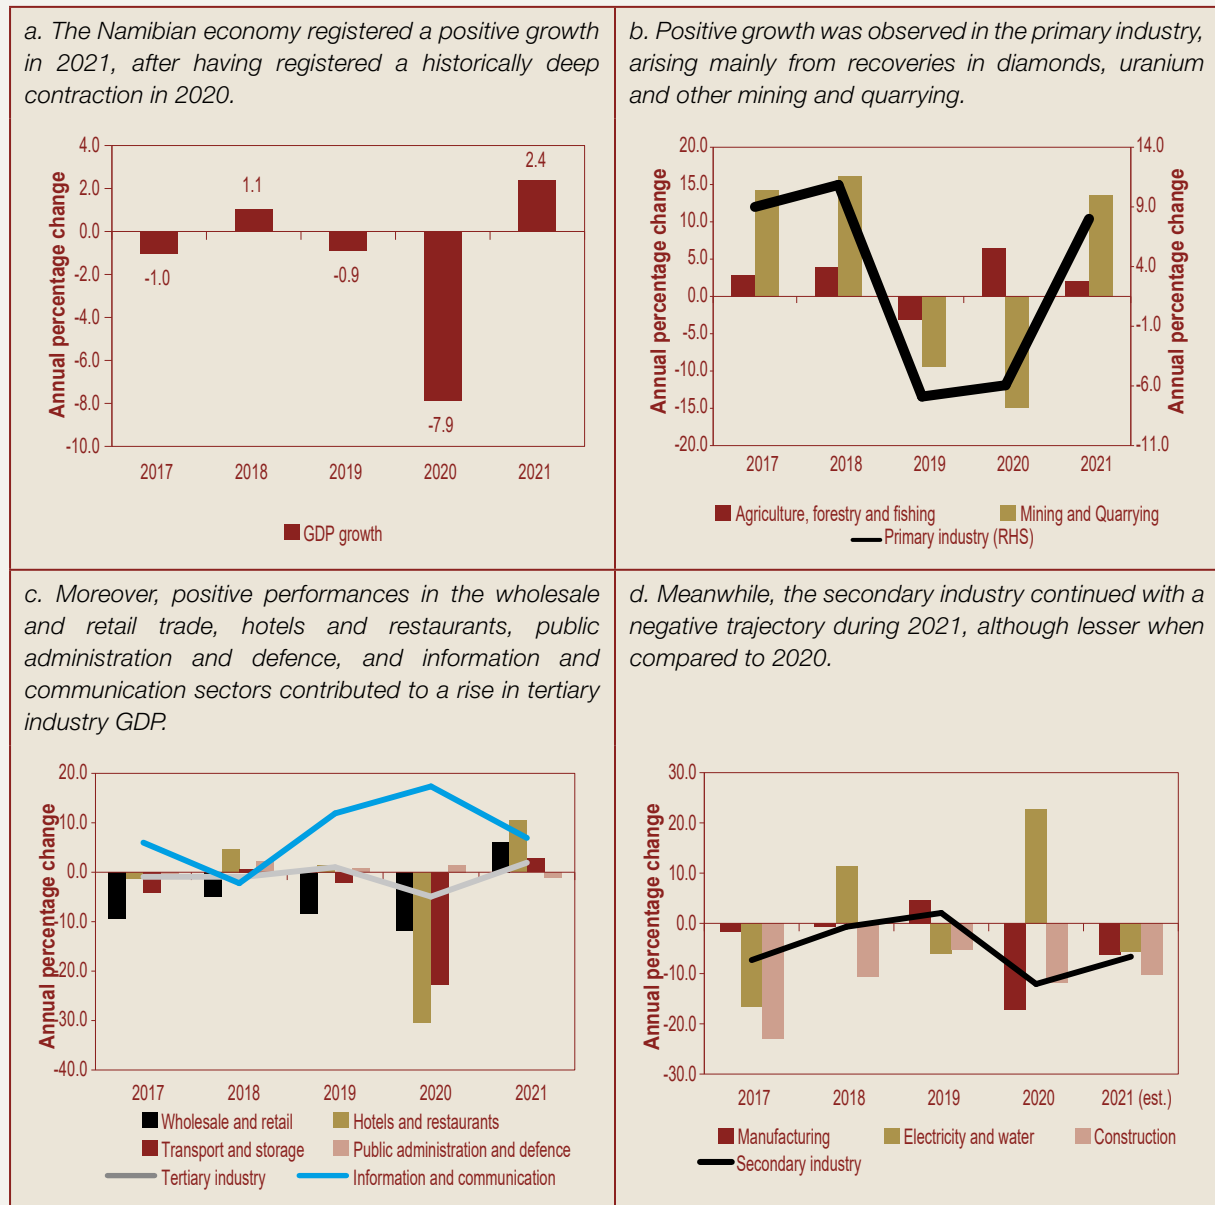 a. The Namibian economy registered a positive growth
in 2021, after having registered a historically deep
contraction in 2020.
Annual percentage change
4.0
2.0
0.0
-2.0
-4.0
-6.0
-8.0
-10.0
-1.0
1.1
-0.9
-7.9
2.4
2017
2018
2019
2020
2021
GDP growth
b. Positive growth was observed in the primary industry,
arising mainly from recoveries in diamonds, uranium
and other mining and quarrying.
Annual percentage change
20.0
15.0
10.0
5.0
0.0
-5.0
-10.0
-15.0
-20.0
14.0
9.0
4.0
-1.0
-6.0
-11.0
Annual percentage change
2017
2018
2019
2020
2021
Agriculture, forestry and fishing
Mining and Quarrying
Primary industry (RHS)
c. Moreover, positive performances in the wholesale
and retail trade, hotels and restaurants, public
administration and defence, and information and
communication sectors contributed to a rise in tertiary
industry GDP.
Annual percentage change
20.0
10.0
0.0
-10.0
-20.0
-30.0
-40.0
2017
2018
2019
2020
2021
Wholesale and retail
Hotels and restaurants
Transport and storage
Public administration and defence
Tertiary industry
Information and communication
d. Meanwhile, the secondary industry continued with a
negative trajectory during 2021, although lesser when
compared to 2020.
Annual percentage change
30.0
20.0
10.0
0.0
-10.0
-20.0
-30.0
2017
2018
2019
2020
2021 (est.)
Manufacturing
Electricity and water
Construction
Secondary industry